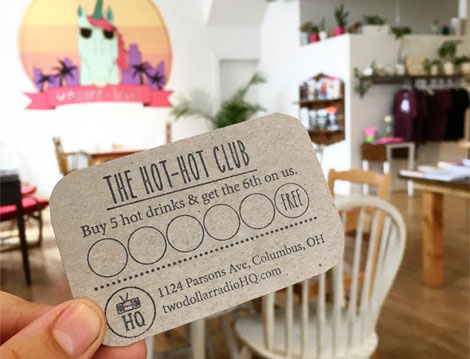 THE HOT-HOT CLUB
Buy 5 hot drinks & get the 6th on us.
FREE
HQ
1124 Parsons Ave, Columbus, OH
twodollarradioHQ.com